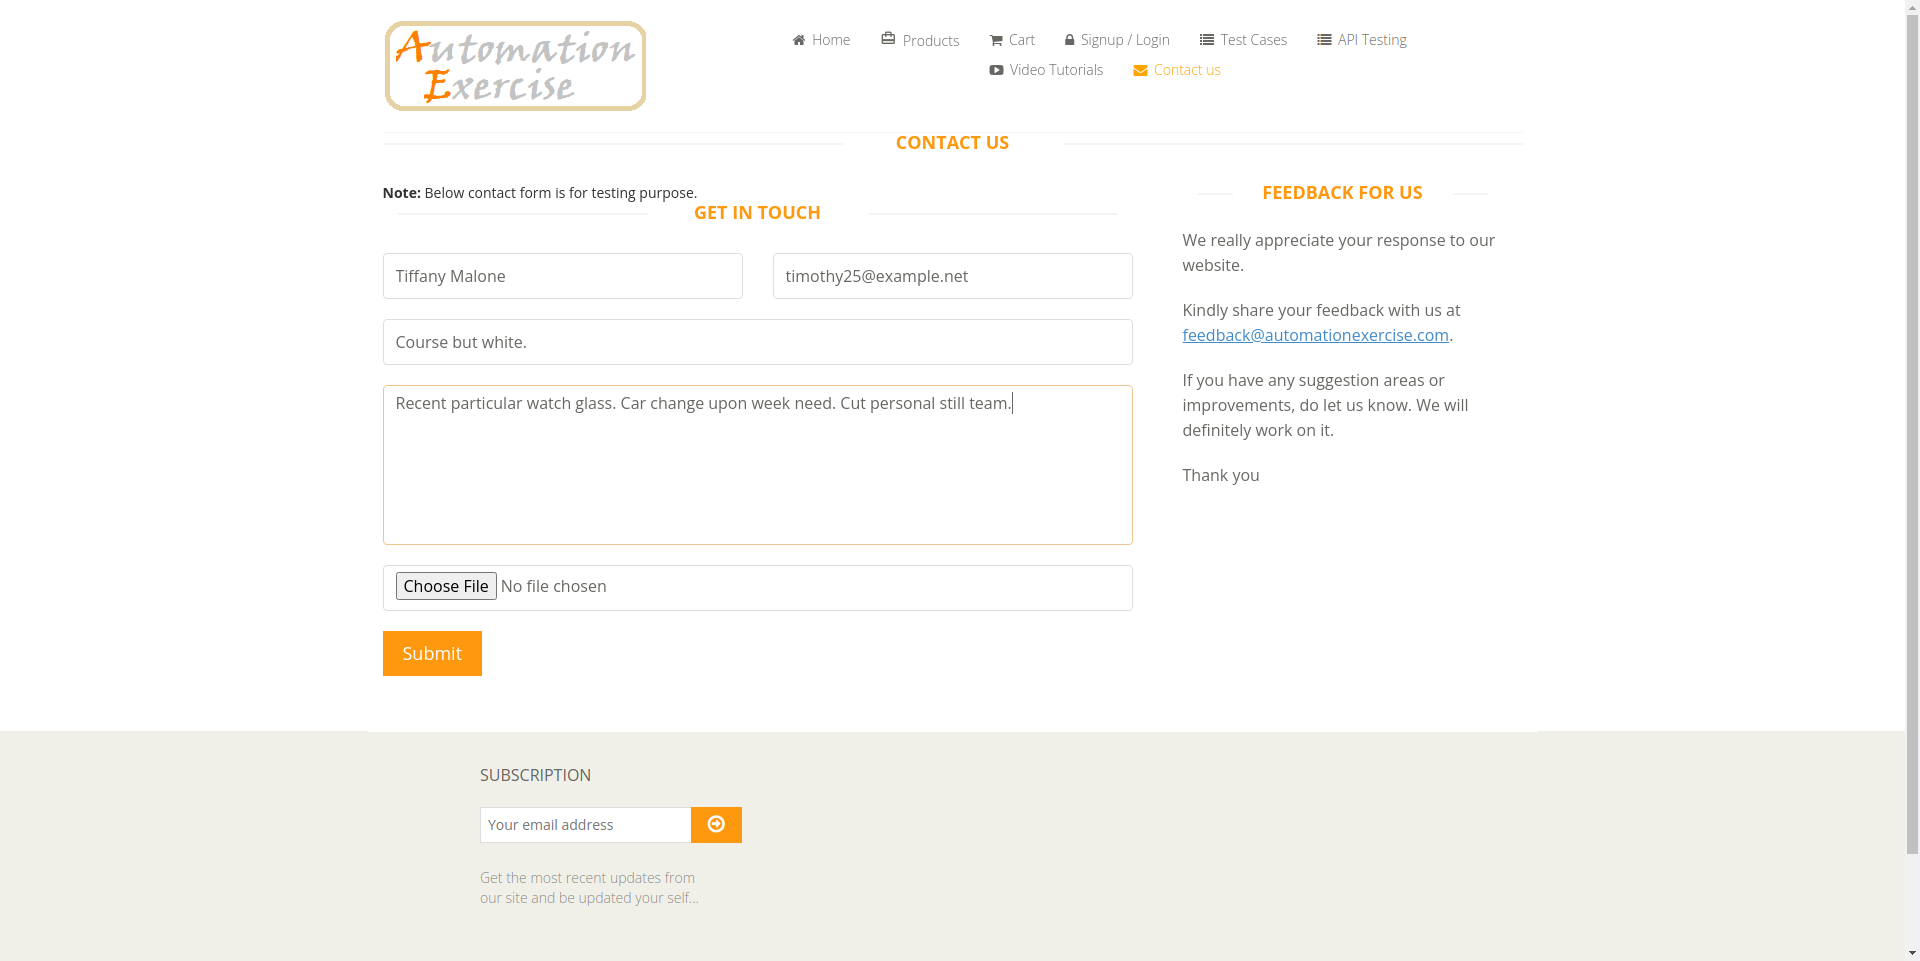 Automation
Exercise
Home
Products
Cart
Signup / Login
Test Cases
API Testing
Video Tutorials
Contact us
CONTACT US
Note: Below contact form is for testing purpose.
GET IN TOUCH
Tiffany Malone
timothy25@example.net
Course but white.
Recent particular watch glass. Car change upon week need. Cut personal still team.
Choose File No file chosen
Submit
FEEDBACK FOR US
We really appreciate your response to our
website.
Kindly share your feedback with us at
feedback@automationexercise.com.
If you have any suggestion areas or
improvements, do let us know. We will
definitely work on it.
Thank you
SUBSCRIPTION
Your email address
Get the most recent updates from
our site and be updated your self...